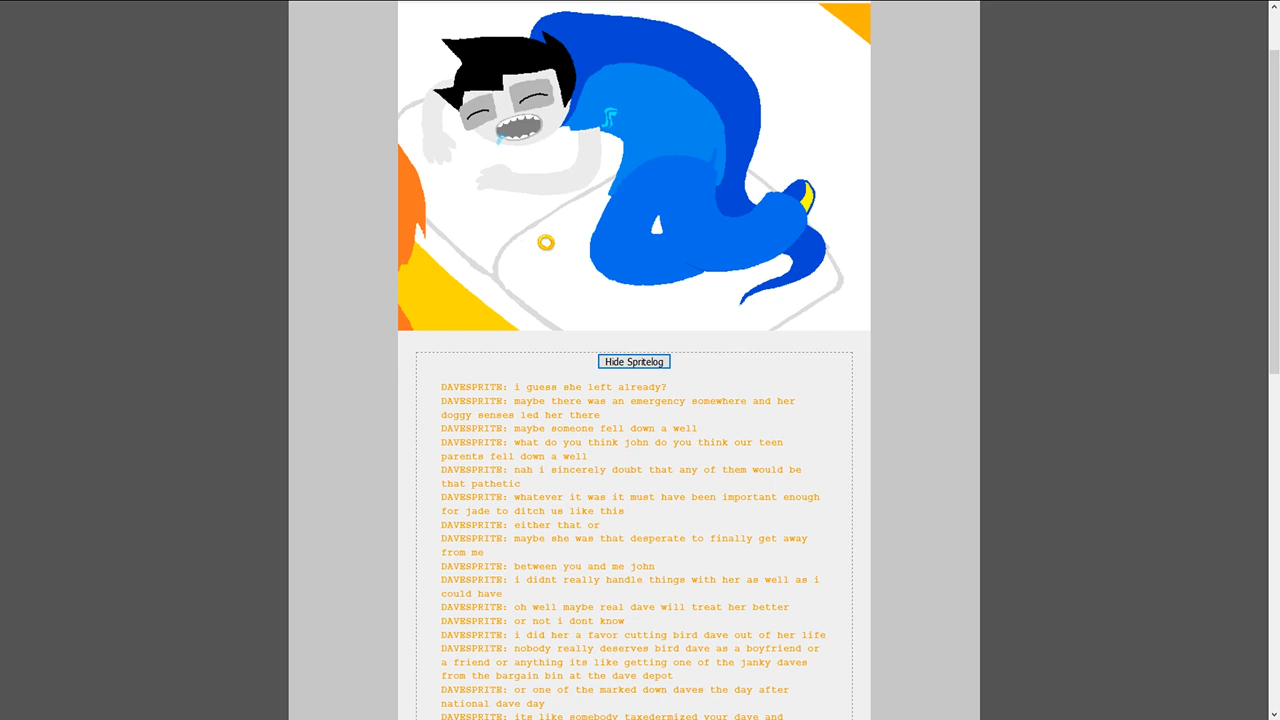 Hide Spritelog
DAVESPRITE: i guess she left already?
DAVESPRITE: maybe there was an emergency somewhere and her
doggy senses led her there
DAVESPRITE: maybe someone fell down a well
DAVESPRITE: what do you think john do you think our teen
parents fell down a well
DAVESPRITE: nah i sincerely doubt that any of them would be
that pathetic
DAVESPRITE: whatever it was it must have been important enough
for jade to ditch us like this
DAVESPRITE: either that or
DAVESPRITE: maybe she was that desperate to finally get away
from me
DAVESPRITE: between you and me john
DAVESPRITE: i didnt really handle things with her as well as i
could have
DAVESPRITE: oh well maybe real dave will treat her better
DAVESPRITE: or not i dont know
DAVESPRITE: i did her a favor cutting bird dave out of her life
DAVESPRITE: nobody really deserves bird dave as a boyfriend or
a friend or anything its like getting one of the janky daves
from the bargain bin at the dave depot
DAVESPRITE: or one of the marked down daves the day after
national dave day
DAVESPRITE: its like somebody taxedermized your dave and